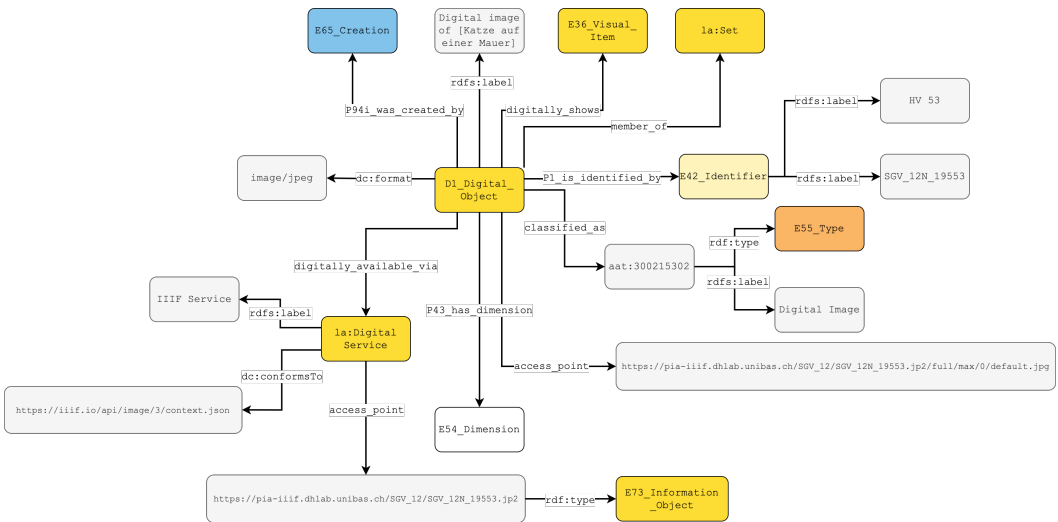 E65_Creation
Digital image
of [Katze auf
einer Mauer]
E36_Visual_
Item
la:Set
rdfs:label
P94i_was_created_by
digitally_shows
member_of
rdfs:label
HV 53
image/jpeg
dc:format
D1_Digital_
Object
P1_is_identified_by
E42_Identifier
rdfs:label
SGV_12N_19553
classified_as
E55_Type
rdf:type
digitally_available_via
aat:300215302
rdfs:label
IIIF Service
rdfs:label
P43_has_dimension
Digital Image
la:Digital
Service
access_point
https://pia-iiif.dhlab.unibas.ch/SGV_12/SGV_12N_19553.jp2/full/max/0/default.jpg
dc:conformsTo
https://iiif.io/api/image/3/context.json
access_point
E54_Dimension
https://pia-iiif.dhlab.unibas.ch/SGV_12/SGV_12N_19553.jp2
rdf:type
E73_Information
_Object